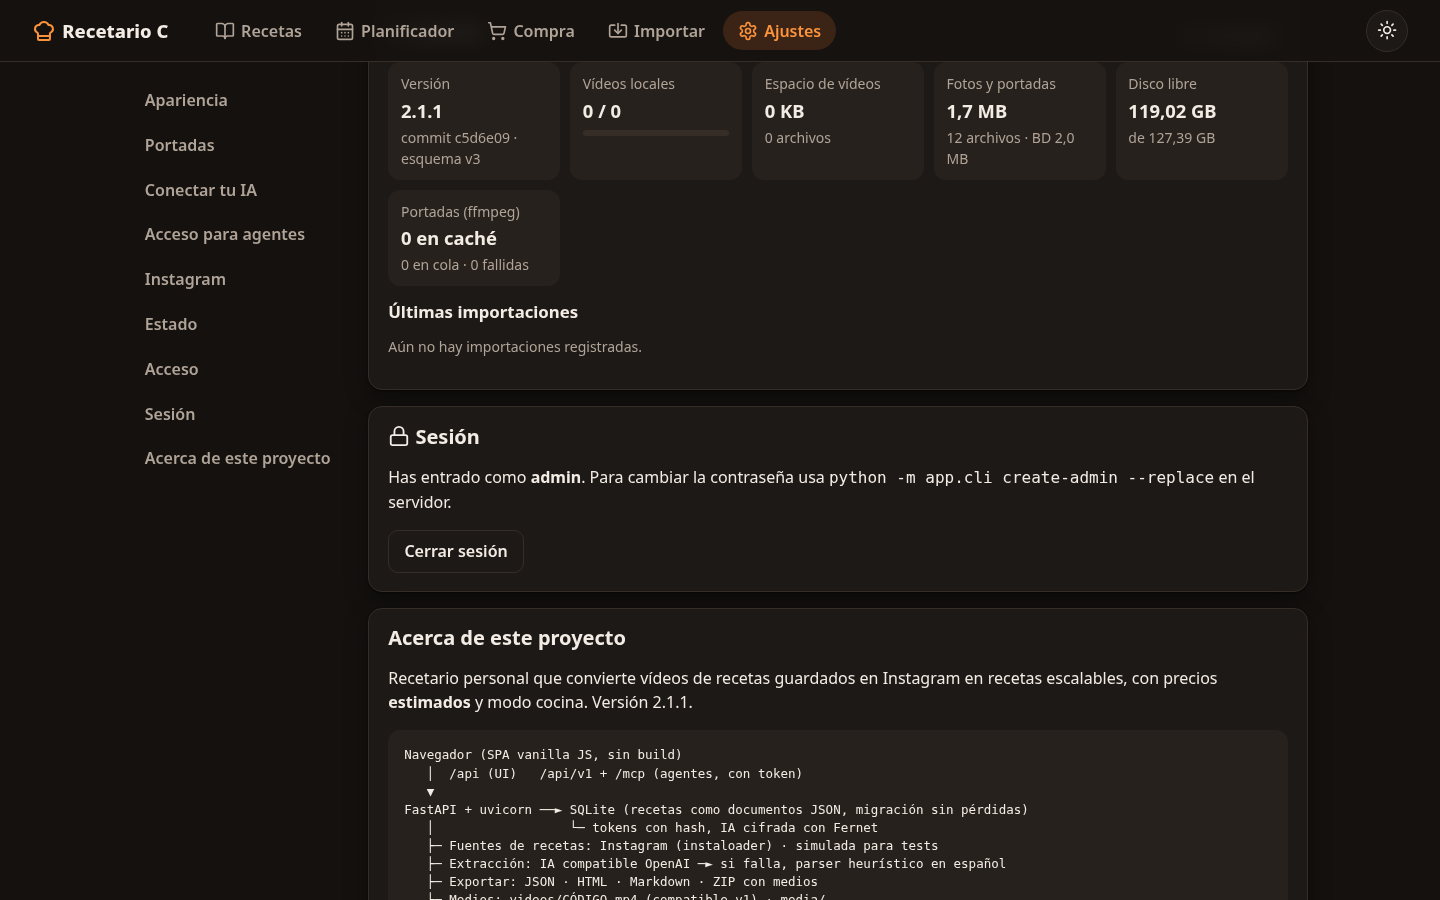 Recetario C
Recetas
Planificador
Compra
Importar
Ajustes
Apariencia
Portadas
Conectar tu IA
Acceso para agentes
Instagram
Estado
Acceso
Sesión
Acerca de este proyecto
Versión
2.1.1
commit c5d6e09 ·
esquema v3
Vídeos locales
0 / 0
Espacio de vídeos
0 KB
0 archivos
Fotos y portadas
1,7 MB
12 archivos · BD 2,0
MB
Disco libre
119,02 GB
de 127,39 GB
Portadas (ffmpeg)
0 en caché
0 en cola · 0 fallidas
Últimas importaciones
Aún no hay importaciones registradas.
Sesión
Has entrado como admin. Para cambiar la contraseña usa python -m app.cli create-admin --replace en el
servidor.
Cerrar sesión
Acerca de este proyecto
Recetario personal que convierte vídeos de recetas guardados en Instagram en recetas escalables, con precios
estimados y modo cocina. Versión 2.1.1.
Navegador (SPA vanilla JS, sin build)
│  /api (UI)   /api/v1 + /mcp (agentes, con token)
▼
FastAPI + uvicorn ──► SQLite (recetas como documentos JSON, migración sin pérdidas)
│                  └─ tokens con hash, IA cifrada con Fernet
├─ Fuentes de recetas: Instagram (instaloader) · simulada para tests
├─ Extracción: IA compatible OpenAI ─► si falla, parser heurístico en español
├─ Exportar: JSON · HTML · Markdown · ZIP con medios
└─ Medios: videos/CÓDIGO.mp4 (compatible v1) · media/